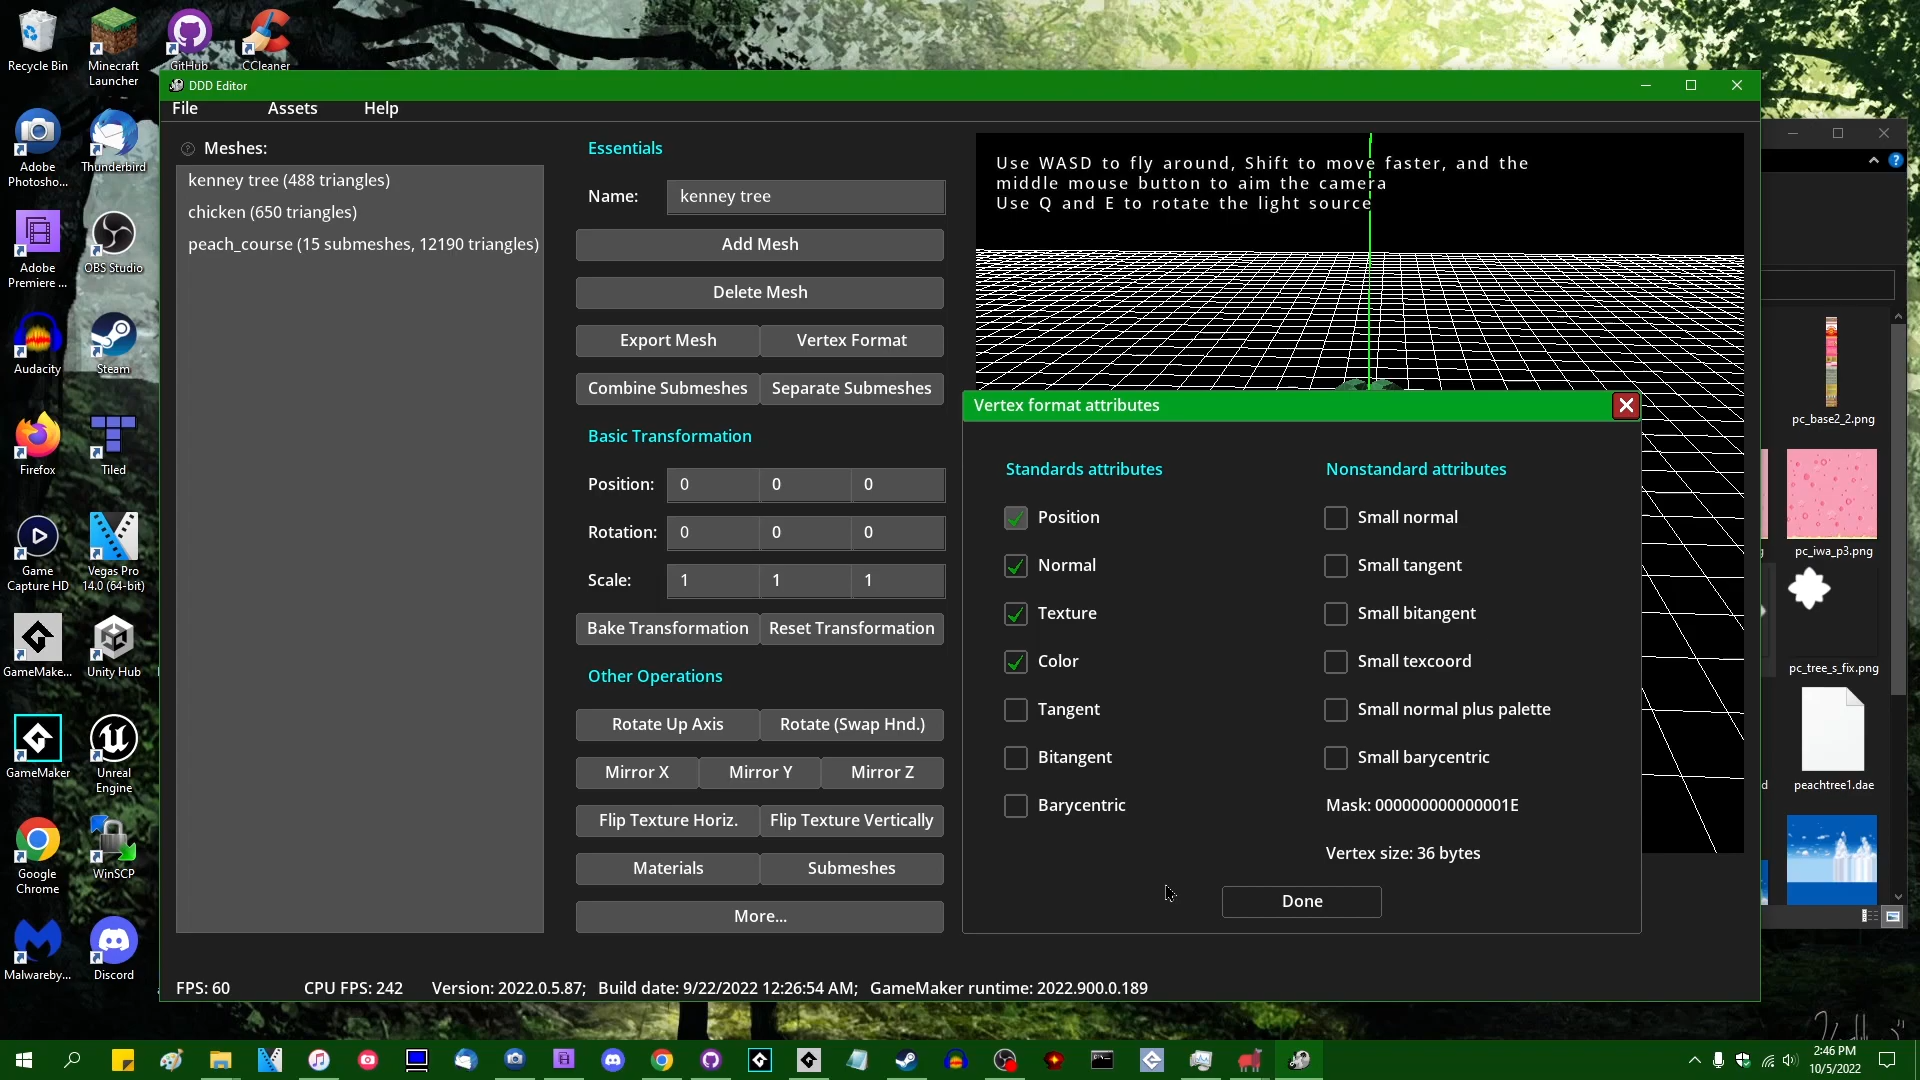 Recycle Bin
Minecraft Launcher
GitHub
CCleaner
Adobe Photosho...
Thunderbird
Adobe Premiere ...
OBS Studio
Audacity
Steam
Firefox
Tiled
Game Capture HD
Vegas Pro 14.0 (64-bit)
GameMake...
Unity Hub
GameMaker
Unreal Engine
Google Chrome
WinSCP
Malwareby...
Discord
DDD Editor
File
Assets
Help
Meshes:
kenney tree (488 triangles)
chicken (650 triangles)
peach_course (15 submeshes, 12190 triangles)
Essentials
Name:
kenney tree
Add Mesh
Delete Mesh
Export Mesh
Vertex Format
Combine Submeshes
Separate Submeshes
Basic Transformation
Position:
0
0
0
Rotation:
0
0
0
Scale:
1
1
1
Bake Transformation
Reset Transformation
Other Operations
Rotate Up Axis
Rotate (Swap Hnd.)
Mirror X
Mirror Y
Mirror Z
Flip Texture Horiz.
Flip Texture Vertically
Materials
Submeshes
More...
Use WASD to fly around, Shift to move faster, and the
middle mouse button to aim the camera
Use Q and E to rotate the light source
Vertex format attributes
Standards attributes
Position
Normal
Texture
Color
Tangent
Bitangent
Barycentric
Nonstandard attributes
Small normal
Small tangent
Small bitangent
Small texcoord
Small normal plus palette
Small barycentric
Mask: 000000000000001E
Vertex size: 36 bytes
Done
FPS: 60
CPU FPS: 242
Version: 2022.0.5.87; Build date: 9/22/2022 12:26:54 AM; GameMaker runtime: 2022.900.0.189
pc_base2_2.png
pc_iwa_p3.png
pc_tree_s_fix.png
peachtree1.dae
2:46 PM
10/5/2022